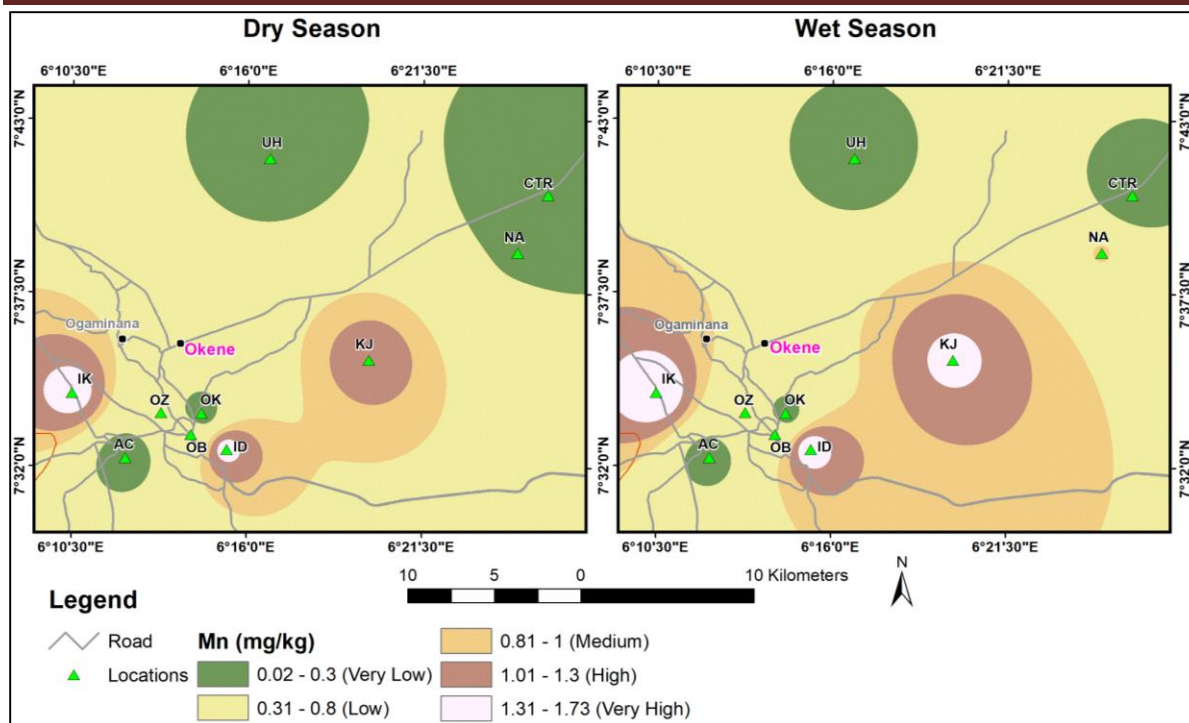 Dry Season
Wet Season
6°10'30"E 6°16'0"E 6°21'30"E
6°10'30"E 6°16'0"E 6°21'30"E
7°43'0"N
7°37'30"N
7°32'0"N
UH
CTR
NA
Ogaminana
Okene
KJ
IK
OZ
OK
OB
ID
AC
UH
CTR
NA
Ogaminana
Okene
KJ
IK
OZ
OK
OB
ID
AC
7°43'0"N
7°37'30"N
7°32'0"N
6°10'30"E 6°16'0"E 6°21'30"E
6°10'30"E 6°16'0"E 6°21'30"E
10 5 0 10 Kilometers
N
Legend
Road
Locations
Mn (mg/kg)
0.02 - 0.3 (Very Low)
0.31 - 0.8 (Low)
0.81 - 1 (Medium)
1.01 - 1.3 (High)
1.31 - 1.73 (Very High)